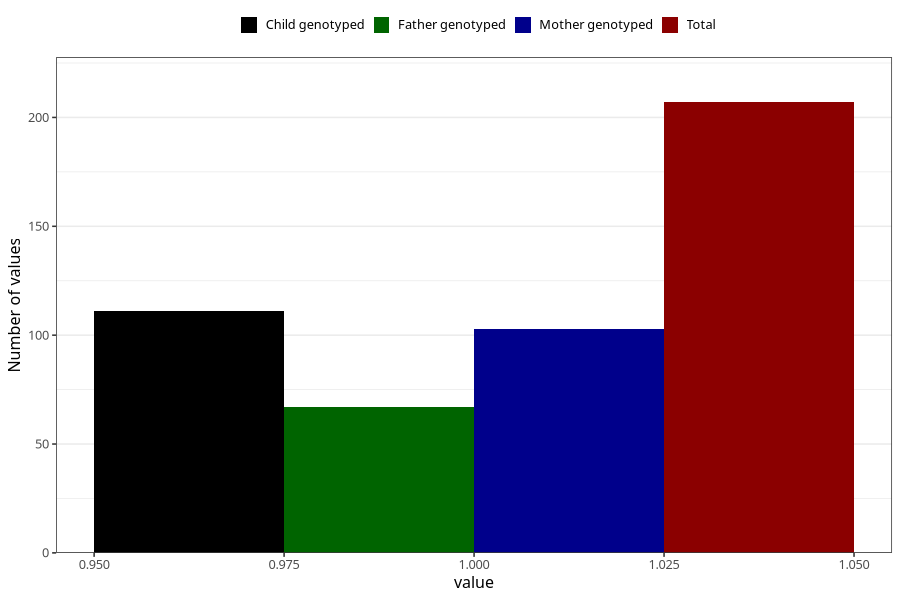 Child genotyped Father genotyped Mother genotyped Total
Number of values
200
150
100
50
0
0.950 0.975 1.000 1.025 1.050
value